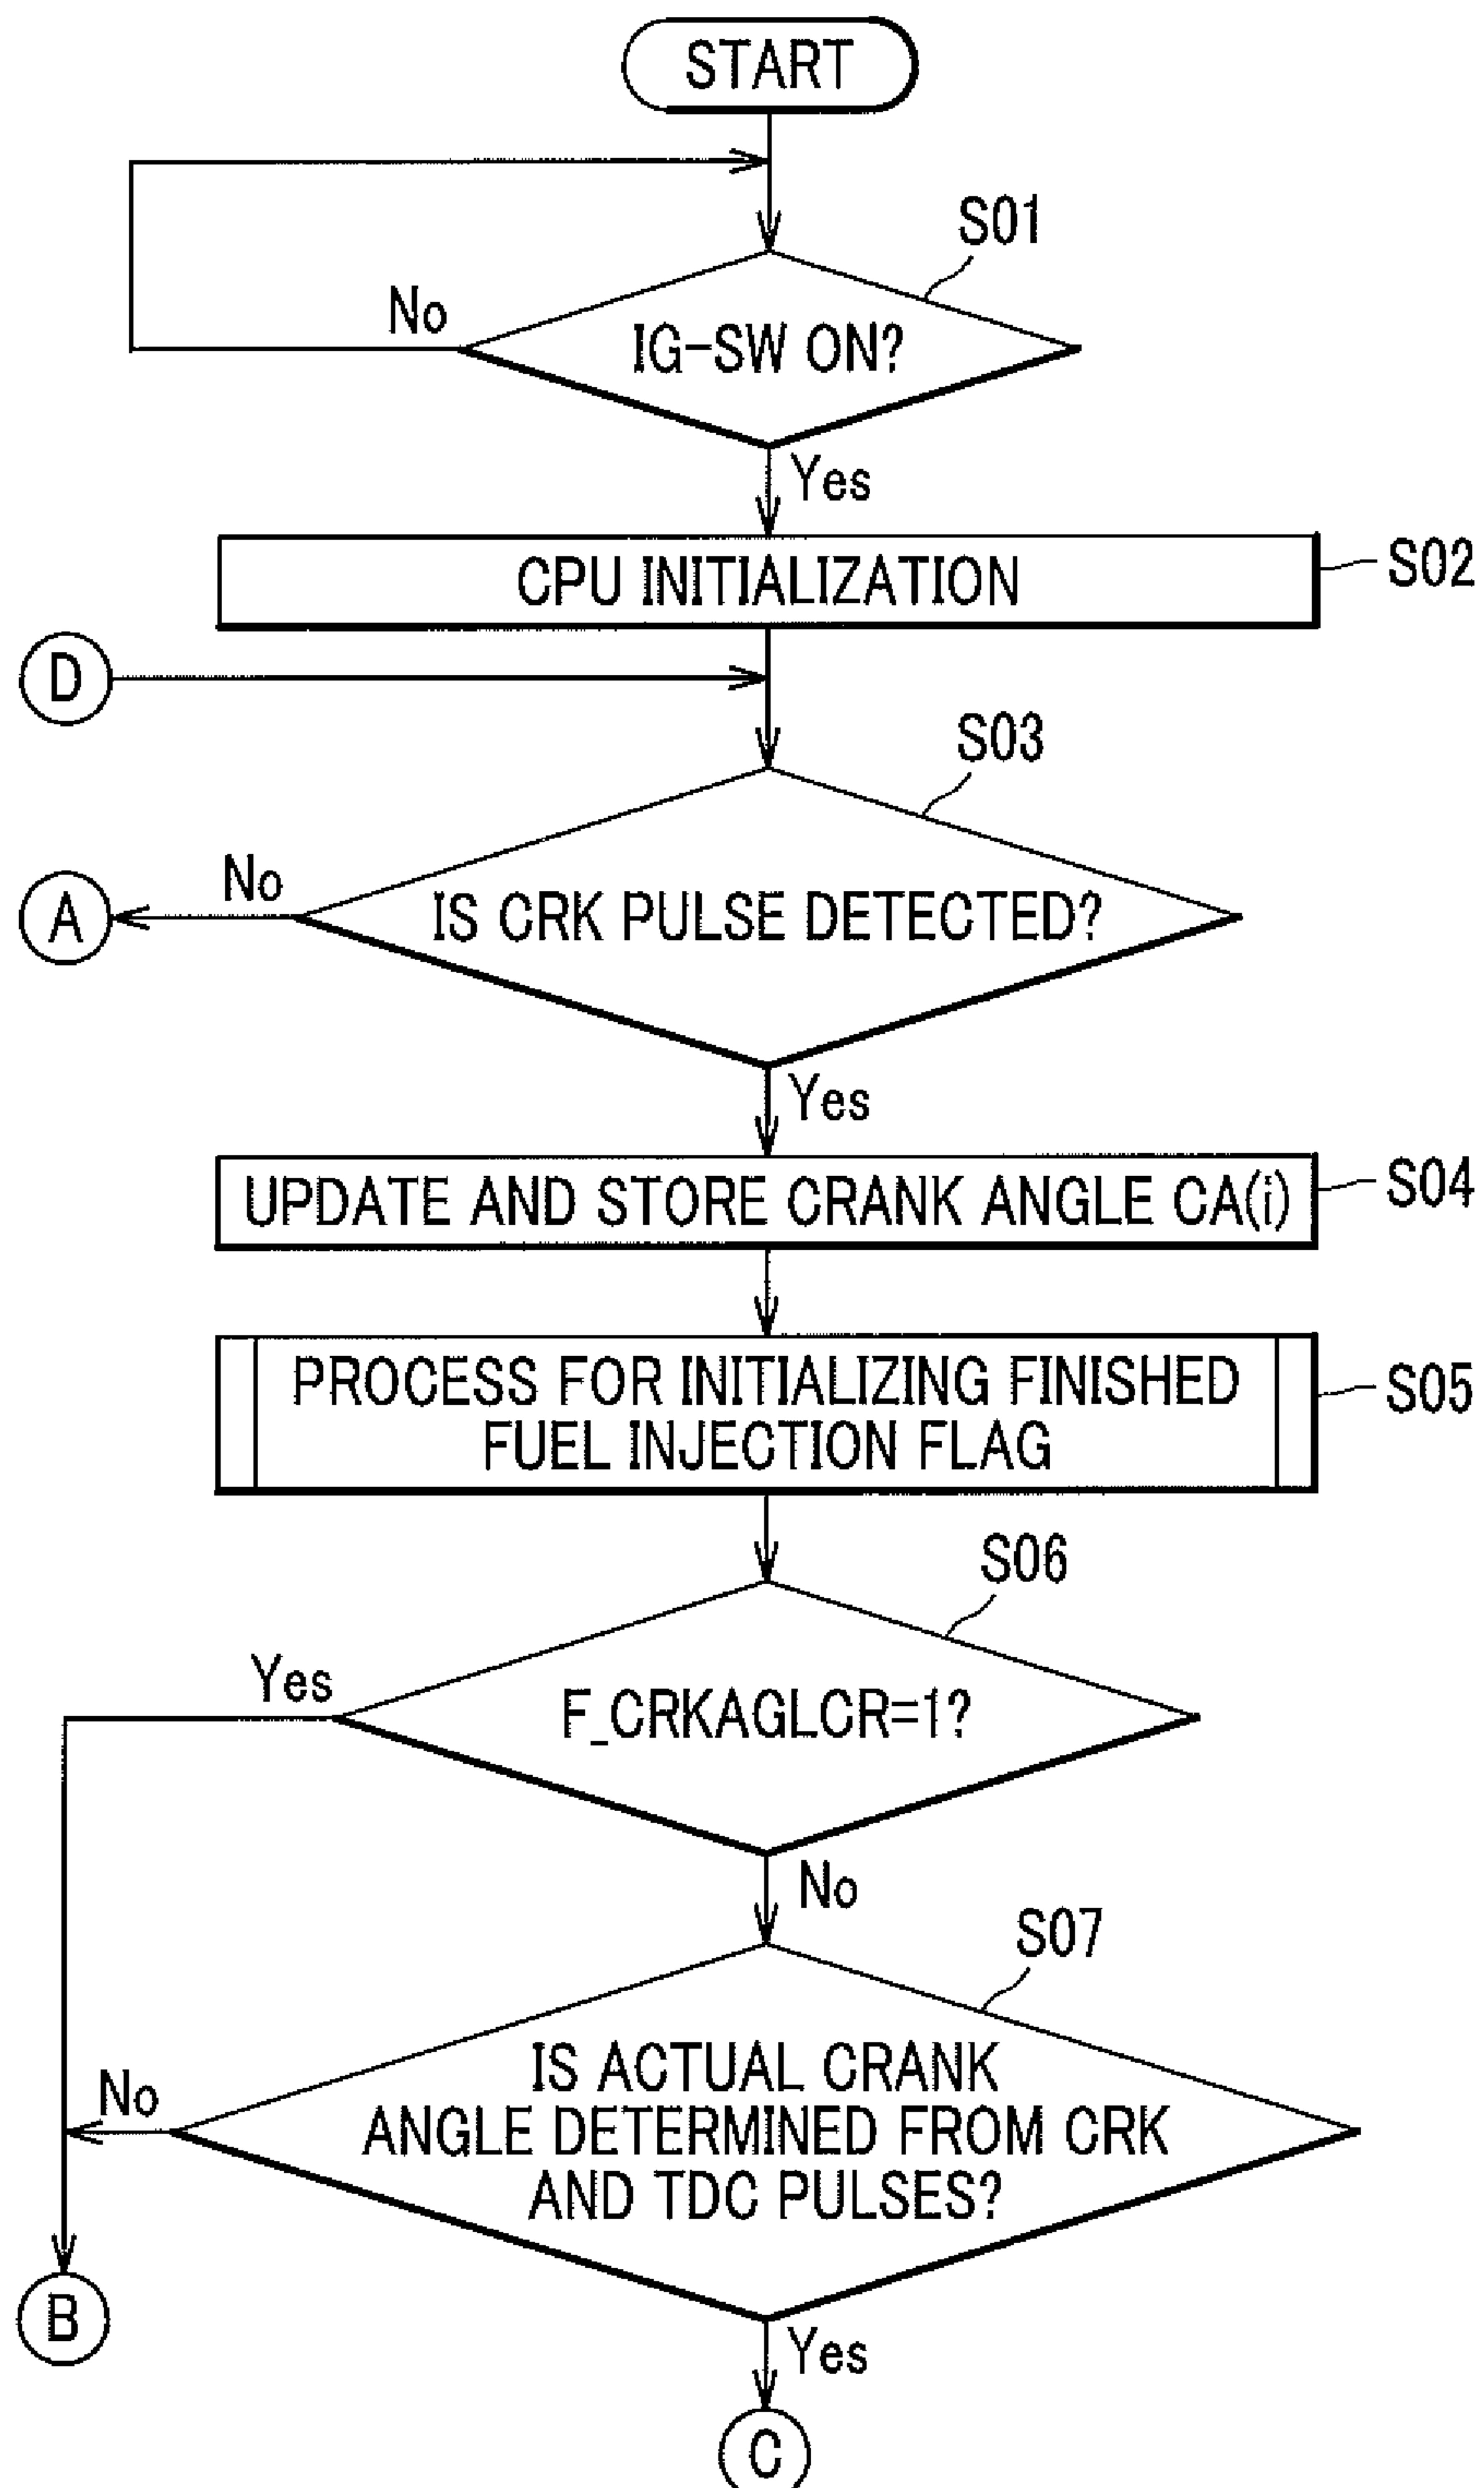 START
S01
No
IG-SW ON?
Yes
CPU INITIALIZATION
S02
D
S03
No
A
IS CRK PULSE DETECTED?
Yes
UPDATE AND STORE CRANK ANGLE CA(i)
S04
PROCESS FOR INITIALIZING FINISHED
FUEL INJECTION FLAG
S05
S06
Yes
F_CRKAGLCR=1?
No
S07
No
IS ACTUAL CRANK
ANGLE DETERMINED FROM CRK
AND TDC PULSES?
B
Yes
C